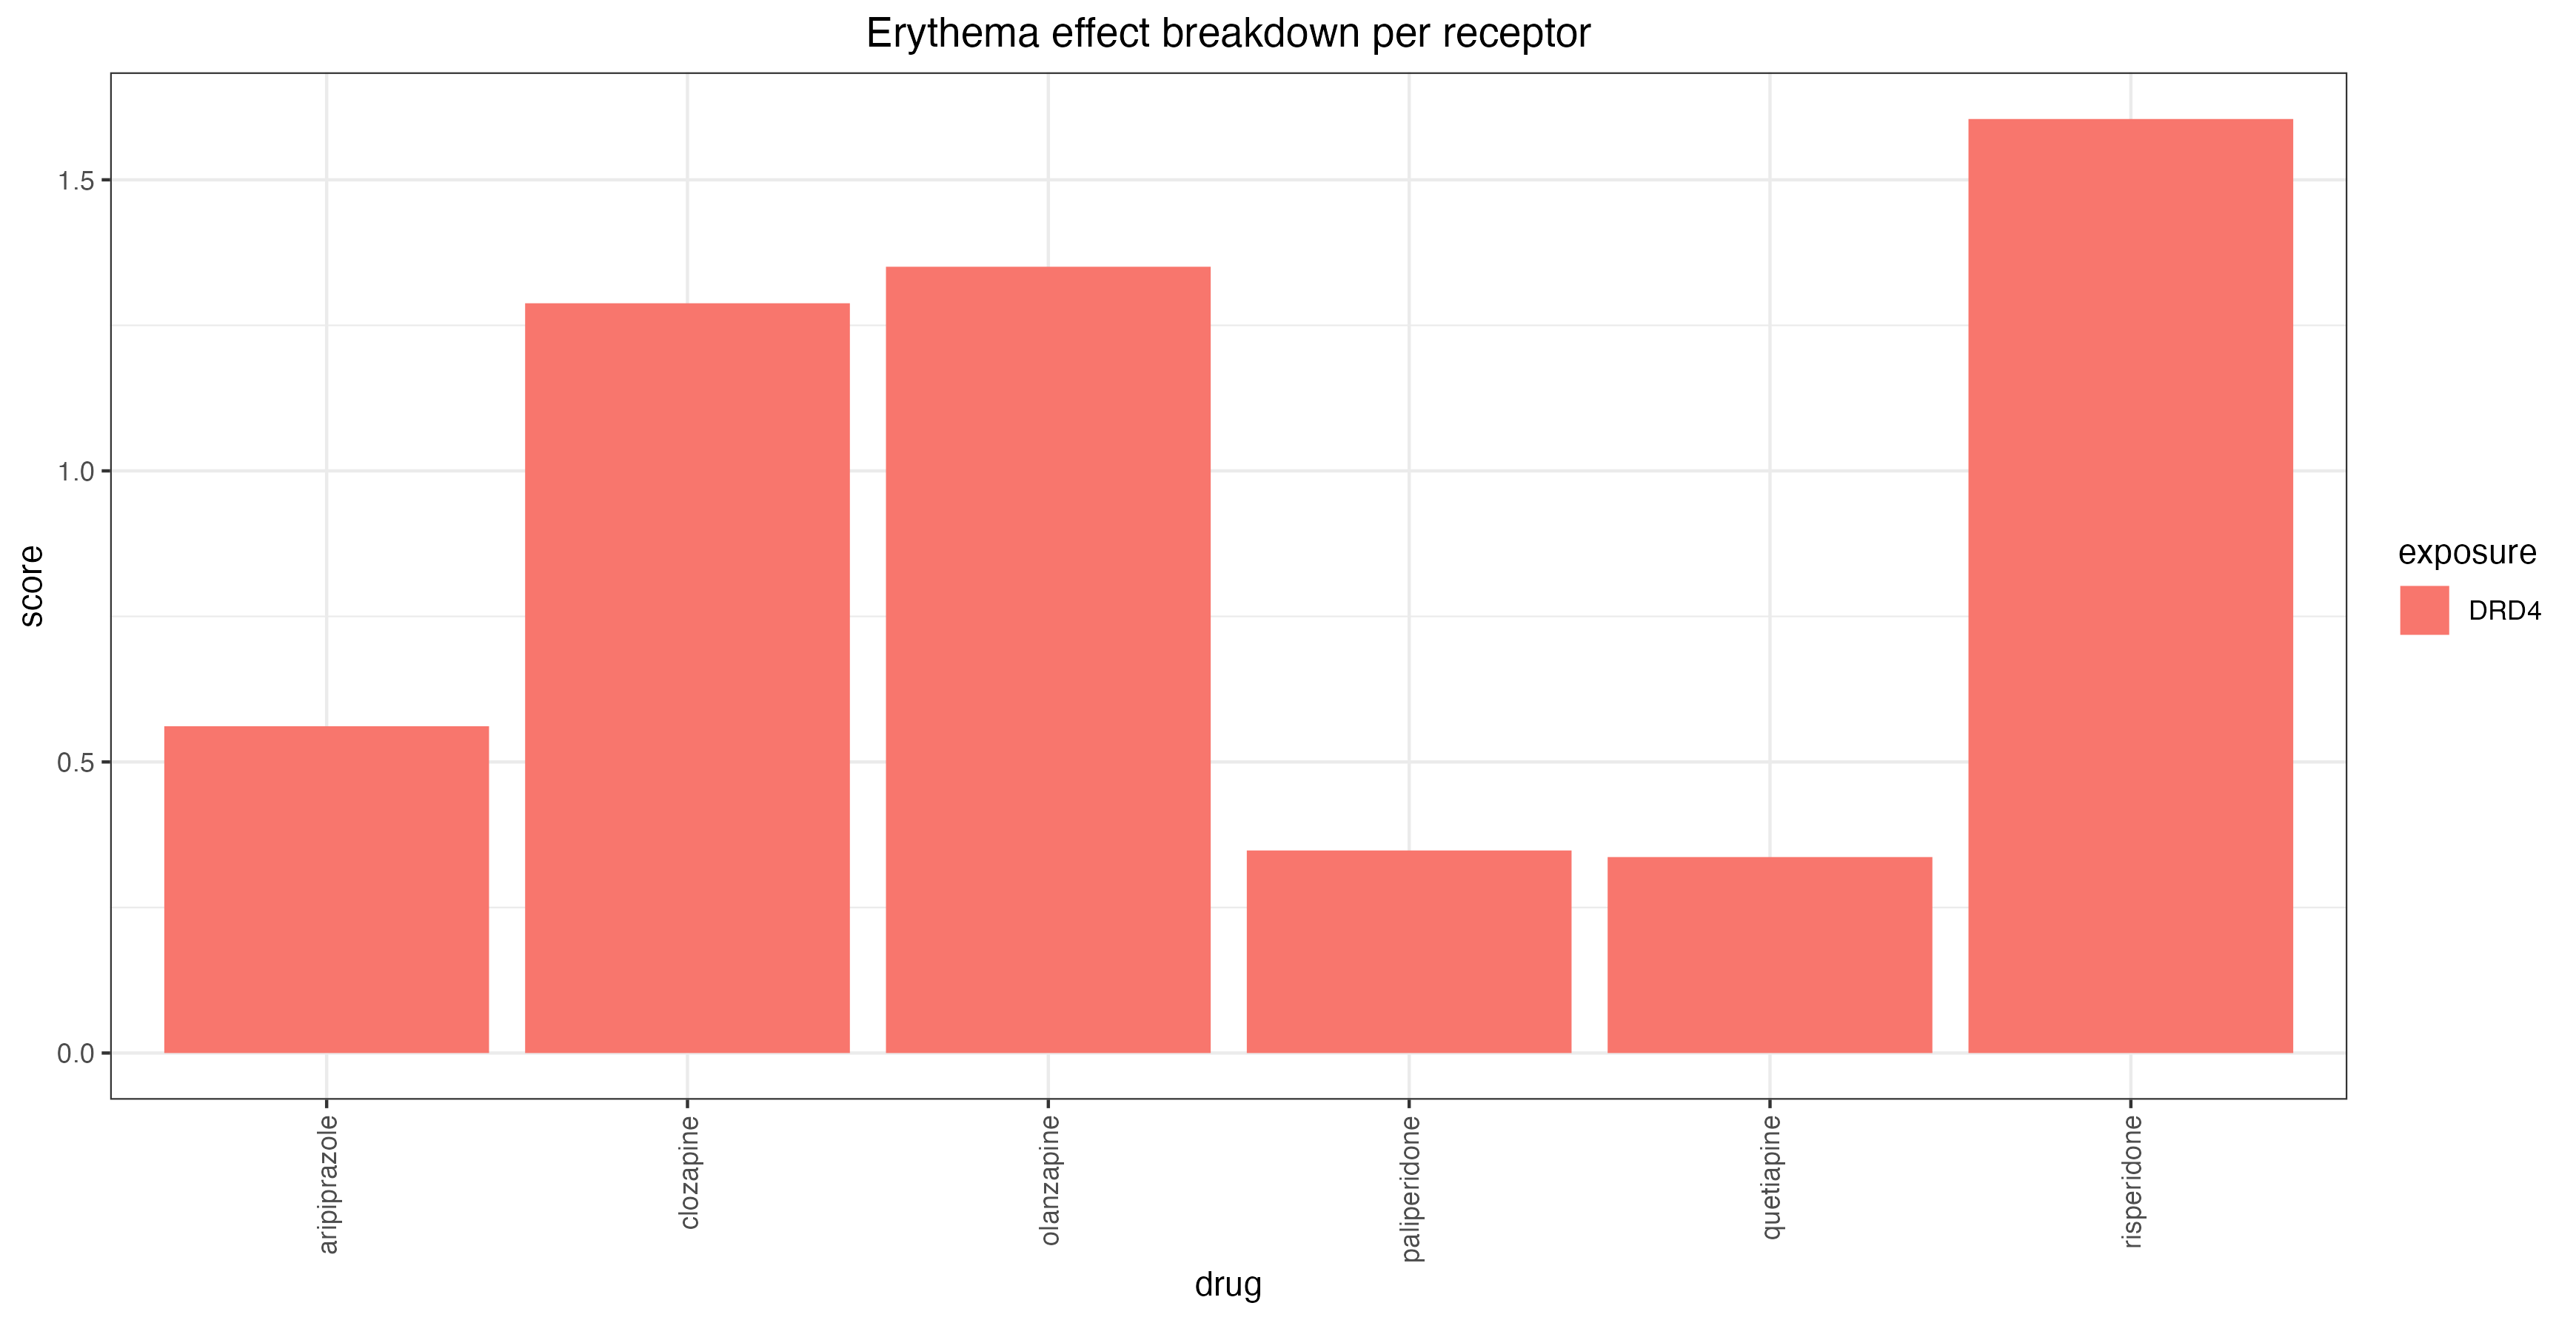 Erythema effect breakdown per receptor
score
1.5
1.0
0.5
0.0
aripiprazole
clozapine
olanzapine
paliperidone
quetiapine
risperidone
drug
exposure
DRD4